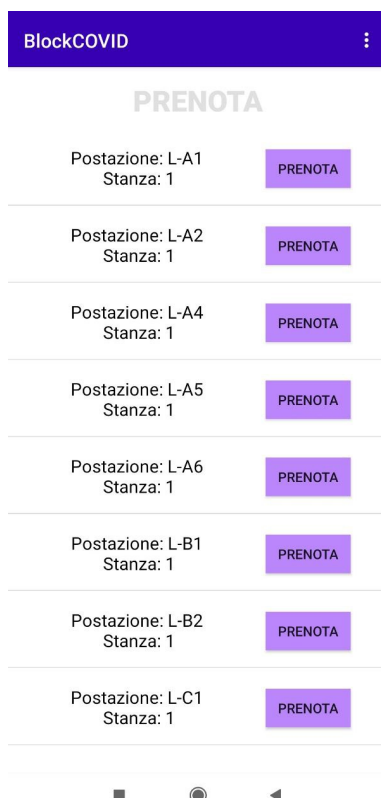 BlockCOVID
PRENOTA
Postazione: L-A1
Stanza: 1
PRENOTA
Postazione: L-A2
Stanza: 1
PRENOTA
Postazione: L-A4
Stanza: 1
PRENOTA
Postazione: L-A5
Stanza: 1
PRENOTA
Postazione: L-A6
Stanza: 1
PRENOTA
Postazione: L-B1
Stanza: 1
PRENOTA
Postazione: L-B2
Stanza: 1
PRENOTA
Postazione: L-C1
Stanza: 1
PRENOTA